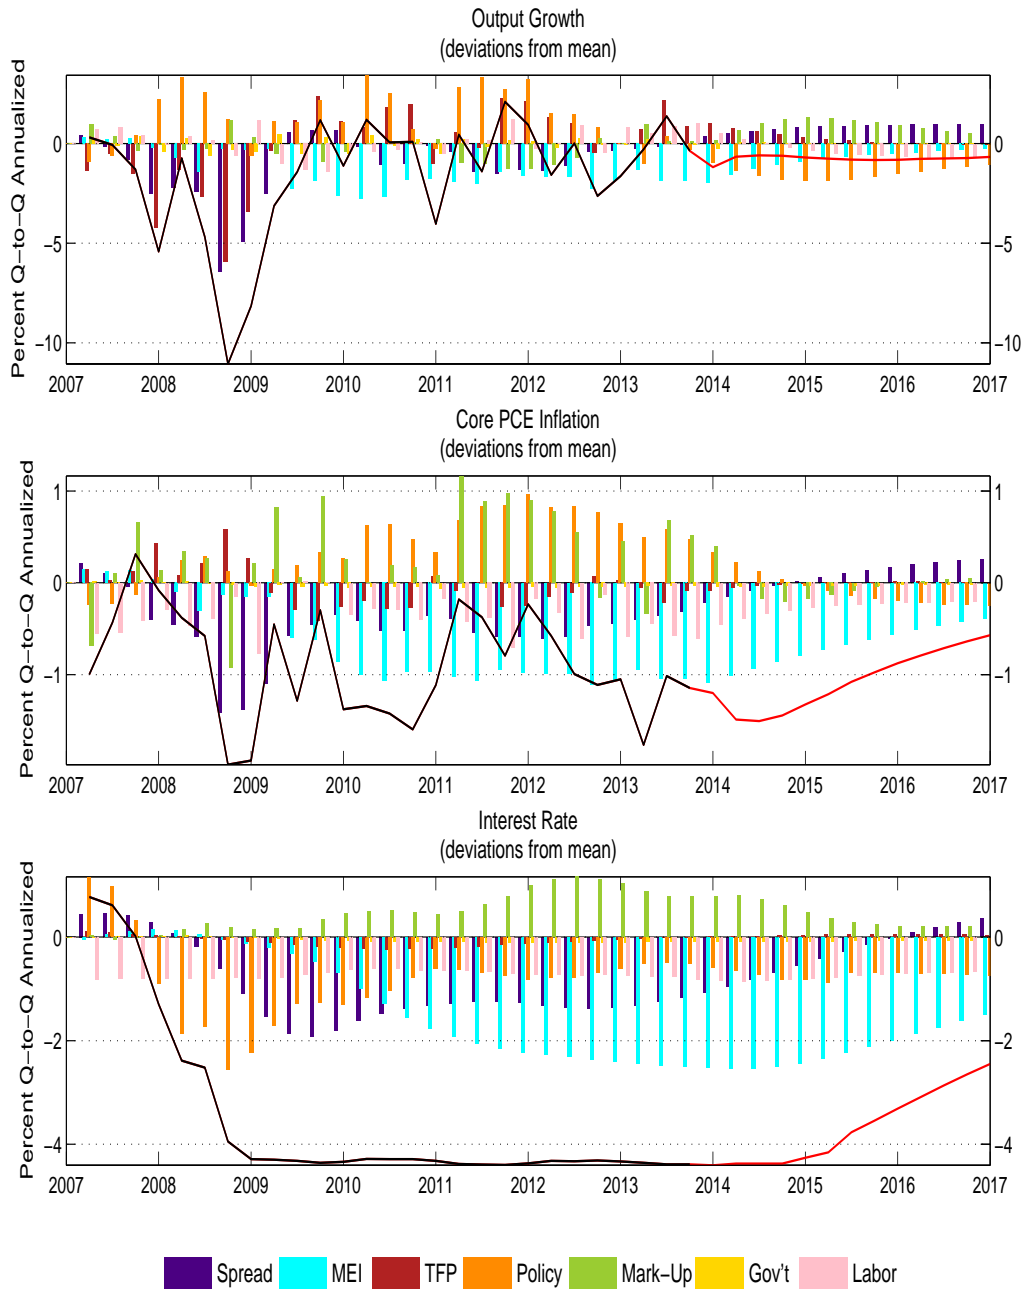 Output Growth
(deviations from mean)
Percent Q-to-Q Annualized
0
−5
−10
0
−5
−10
2007 2008 2009 2010 2011 2012 2013 2014 2015 2016 2017
Core PCE Inflation
(deviations from mean)
Percent Q-to-Q Annualized
1
0
−1
1
0
−1
2007 2008 2009 2010 2011 2012 2013 2014 2015 2016 2017
Interest Rate
(deviations from mean)
Percent Q-to-Q Annualized
0
−2
−4
0
−2
−4
2007 2008 2009 2010 2011 2012 2013 2014 2015 2016 2017
Spread MEI TFP Policy Mark−Up Gov't Labor